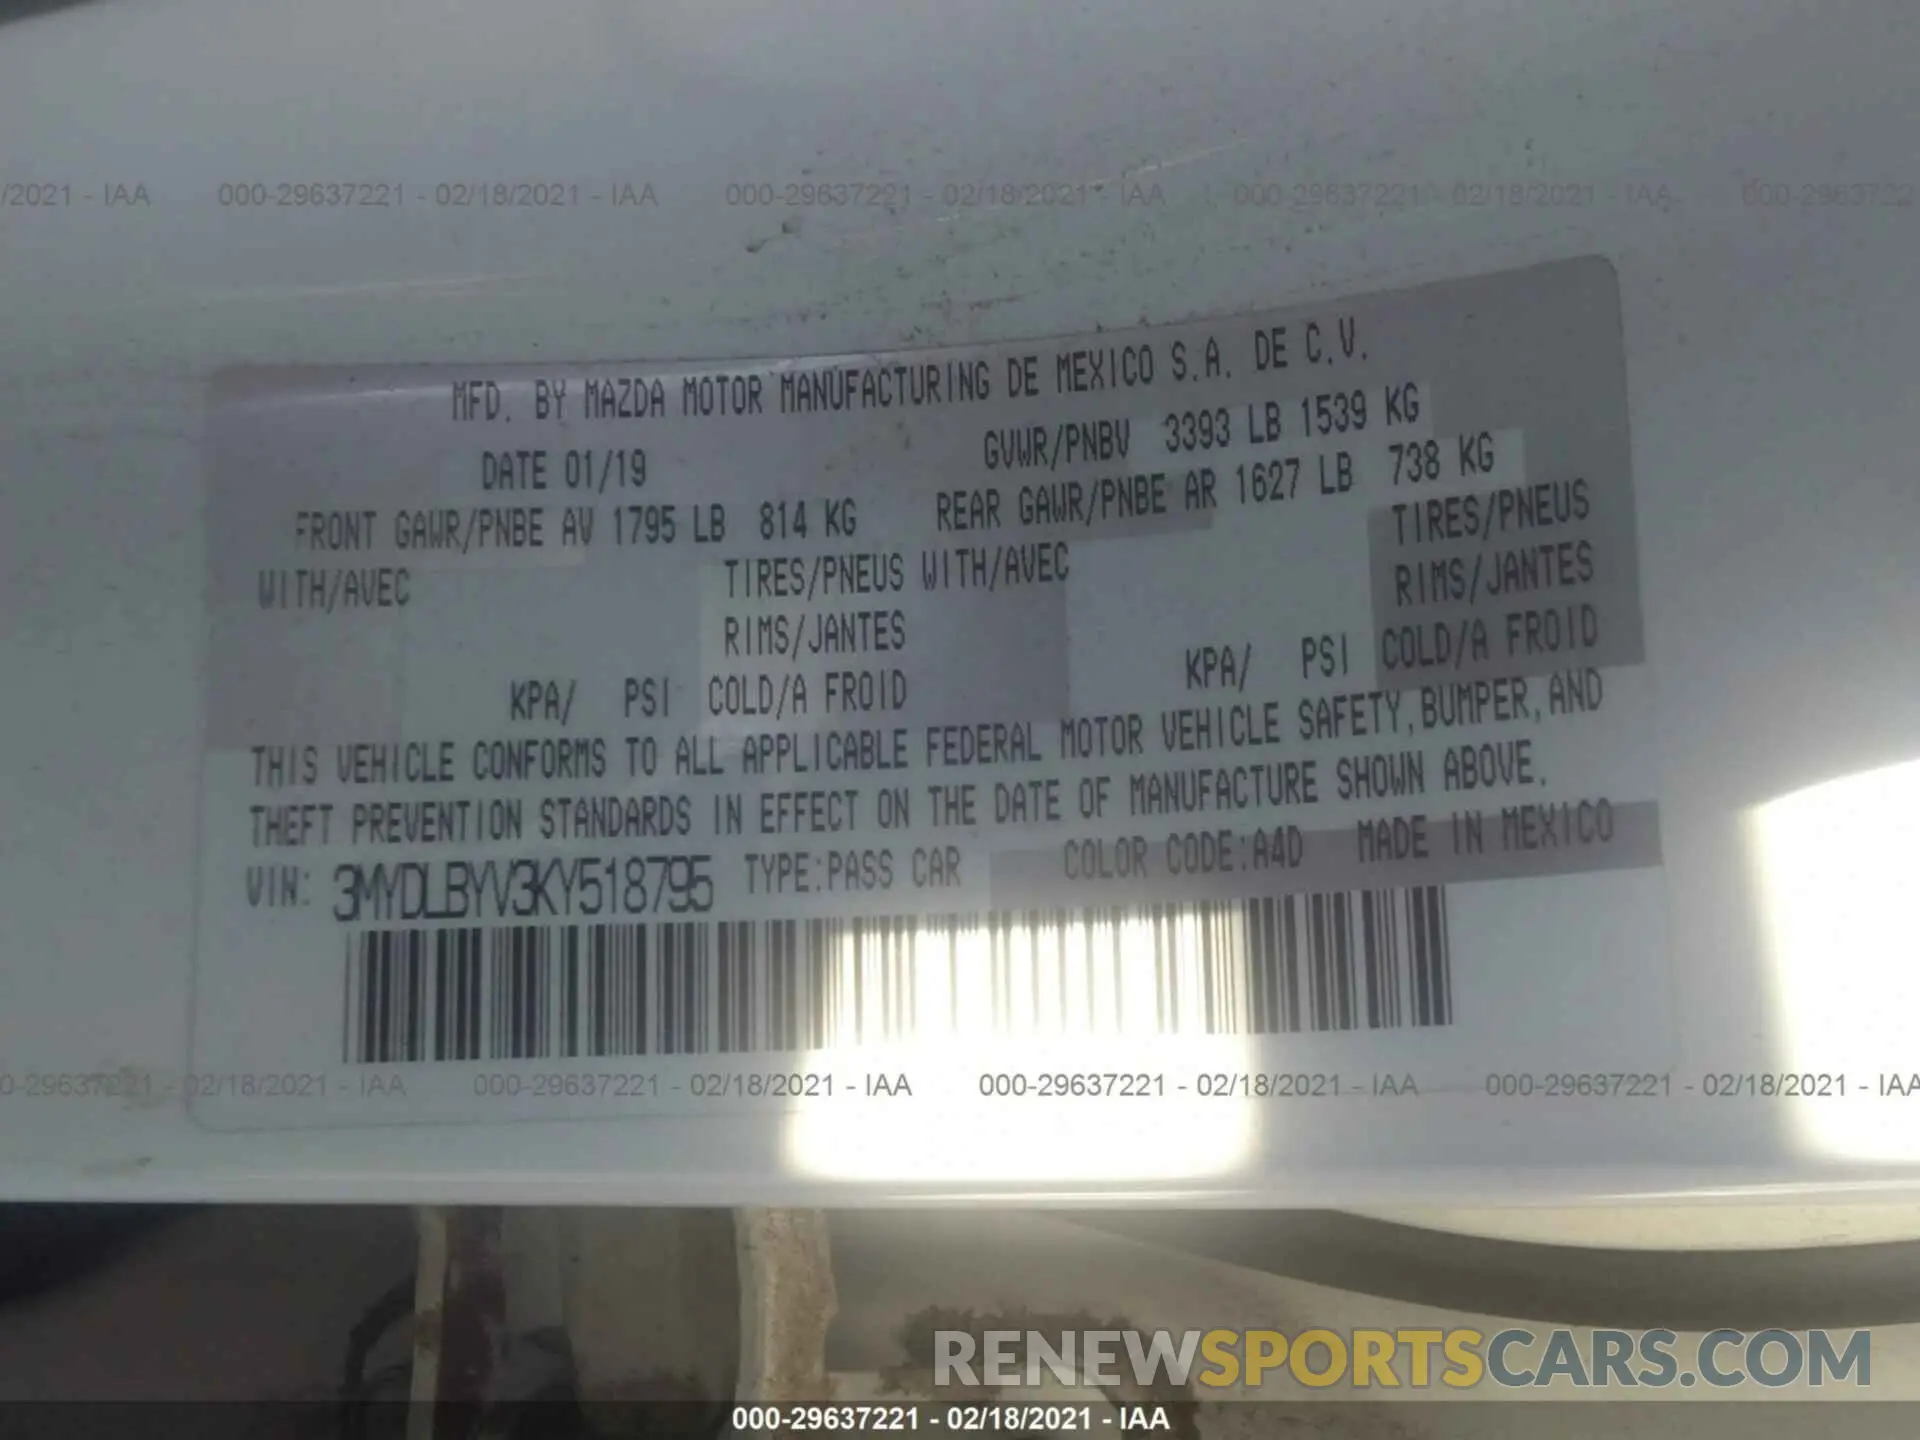 /2021 - IAA 000-29637221 - 02/18/2021 - IAA 000-29637221 - 02/18/2021 - IAA 000-29637221 - 02/18/2021 - IAA 000-2963722
MFD. BY MAZDA MOTOR MANUFACTURING DE MEXICO S.A. DE C.V.
DATE 01/19 GVWR/PNBV 3393 LB 1539 KG
FRONT GAWR/PNBE AV 1795 LB 814 KG REAR GAWR/PNBE AR 1627 LB 738 KG
WITH/AVEC TIRES/PNEUS WITH/AVEC TIRES/PNEUS
RIMS/JANTES RIMS/JANTES
KPA/ PSI COLD/A FROID KPA/ PSI COLD/A FROID
THIS VEHICLE CONFORMS TO ALL APPLICABLE FEDERAL MOTOR VEHICLE SAFETY, BUMPER, AND
THEFT PREVENTION STANDARDS IN EFFECT ON THE DATE OF MANUFACTURE SHOWN ABOVE.
VIN: 3MYDLBYV3KY518795 TYPE:PASS CAR COLOR CODE:A4D MADE IN MEXICO
0-29637221 - 02/18/2021 - IAA 000-29637221 - 02/18/2021 - IAA 000-29637221 - 02/18/2021 - IAA 000-29637221 - 02/18/2021 - IAA
RENEWSPORTSCARS.COM
000-29637221 - 02/18/2021 - IAA